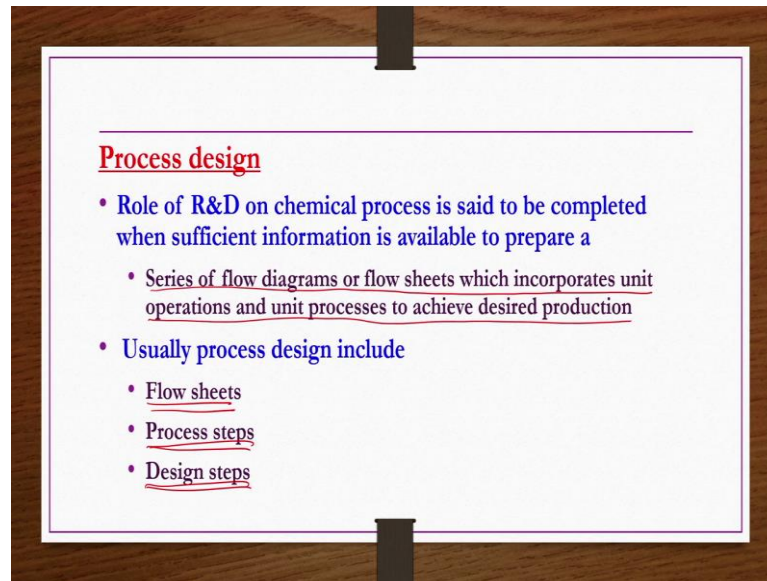 Process design
• Role of R&D on chemical process is said to be completed
when sufficient information is available to prepare a
• Series of flow diagrams or flow sheets which incorporates unit
operations and unit processes to achieve desired production
• Usually process design include
• Flow sheets
• Process steps
• Design steps